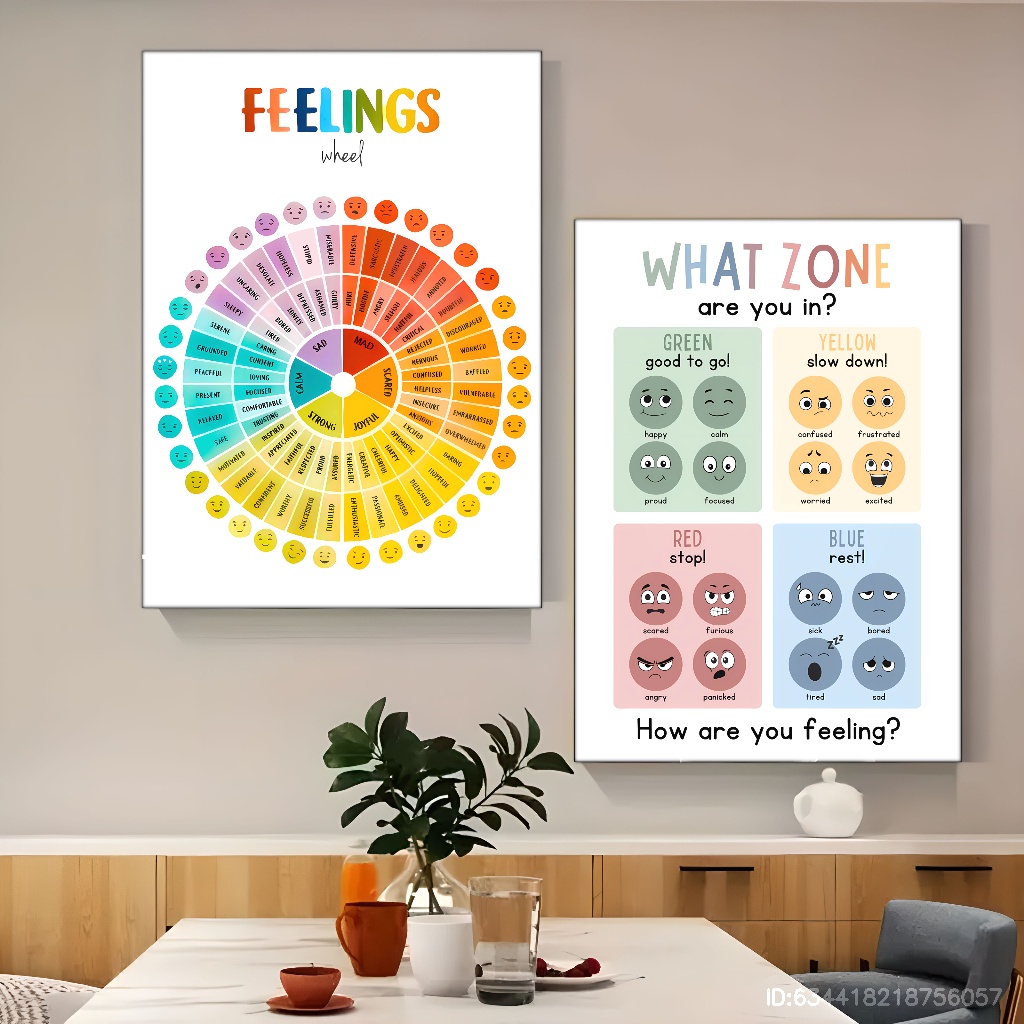 FEELINGS
wheel
MAD
SCARED
JOYFUL
STRONG
CALM
SAD
HURT
HOSTILE
ANGRY
SELFISH
HATEFUL
CRITICAL
REJECTED
NERVOUS
CONFUSED
HELPLESS
INSECURE
ANXIOUS
EXCITED
OPTIMISTIC
HAPPY
CHEERFUL
CREATIVE
ENERGETIC
ASSURED
PROUD
RESPECTED
FAITHFUL
APPRECIATED
INSPIRED
TRUSTING
COMFORTABLE
FOCUSED
LOVING
CONTENT
CARING
TIRED
BORED
LONELY
DEPRESSED
ASHAMED
GUILTY
DEFENSIVE
SARCASTIC
FRUSTRATED
JEALOUS
ANNOYED
DOUBTFUL
DISCOURAGED
WORRIED
BAFFLED
VULNERABLE
EMBARRASSED
OVERWHELMED
DARING
HOPEFUL
DELIGHTED
AMUSED
PASSIONATE
ENTHUSIASTIC
FULFILLED
SUCCESSFUL
WORTHY
CONFIDENT
VALUABLE
MOTIVATED
SAFE
RELAXED
PRESENT
PEACEFUL
GROUNDED
SERENE
SLEEPY
UNCARING
DESOLATE
HOPELESS
STUPID
MISERABLE
WHAT ZONE
are you in?
GREEN
good to go!
happy calm
proud focused
YELLOW
slow down!
confused frustrated
worried excited
RED
stop!
scared furious
angry panicked
BLUE
rest!
sick bored
zzz
tired sad
How are you feeling?
ID:634418218756057